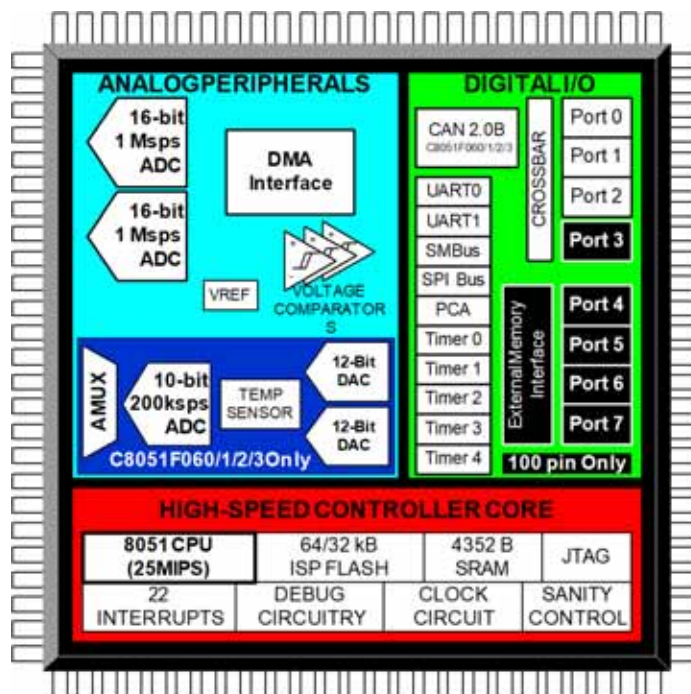 ANALOGPERIPHERALS
16-bit
1 Msps
ADC
DMA
Interface
16-bit
1 Msps
ADC
VREF
VOLTAGE
COMPARATOR
S
AMUX
10-bit
200ksps
ADC
TEMP
SENSOR
12-Bit
DAC
12-Bit
DAC
C8051F060/1/2/3Only
DIGITALI/O
CAN 2.0B
C8051F060/1/2/3
UART0
UART1
SMBus
SPI Bus
PCA
Timer 0
Timer 1
Timer 2
Timer 3
Timer 4
CROSSBAR
Port 0
Port 1
Port 2
Port 3
ExternalMemory
Interface
Port 4
Port 5
Port 6
Port 7
100 pin Only
HIGH-SPEED CONTROLLER CORE
8051CPU
(25MIPS)
64/32 kB
ISP FLASH
4352 B
SRAM
JTAG
22
INTERRUPTS
DEBUG
CIRCUITRY
CLOCK
CIRCUIT
SANITY
CONTROL